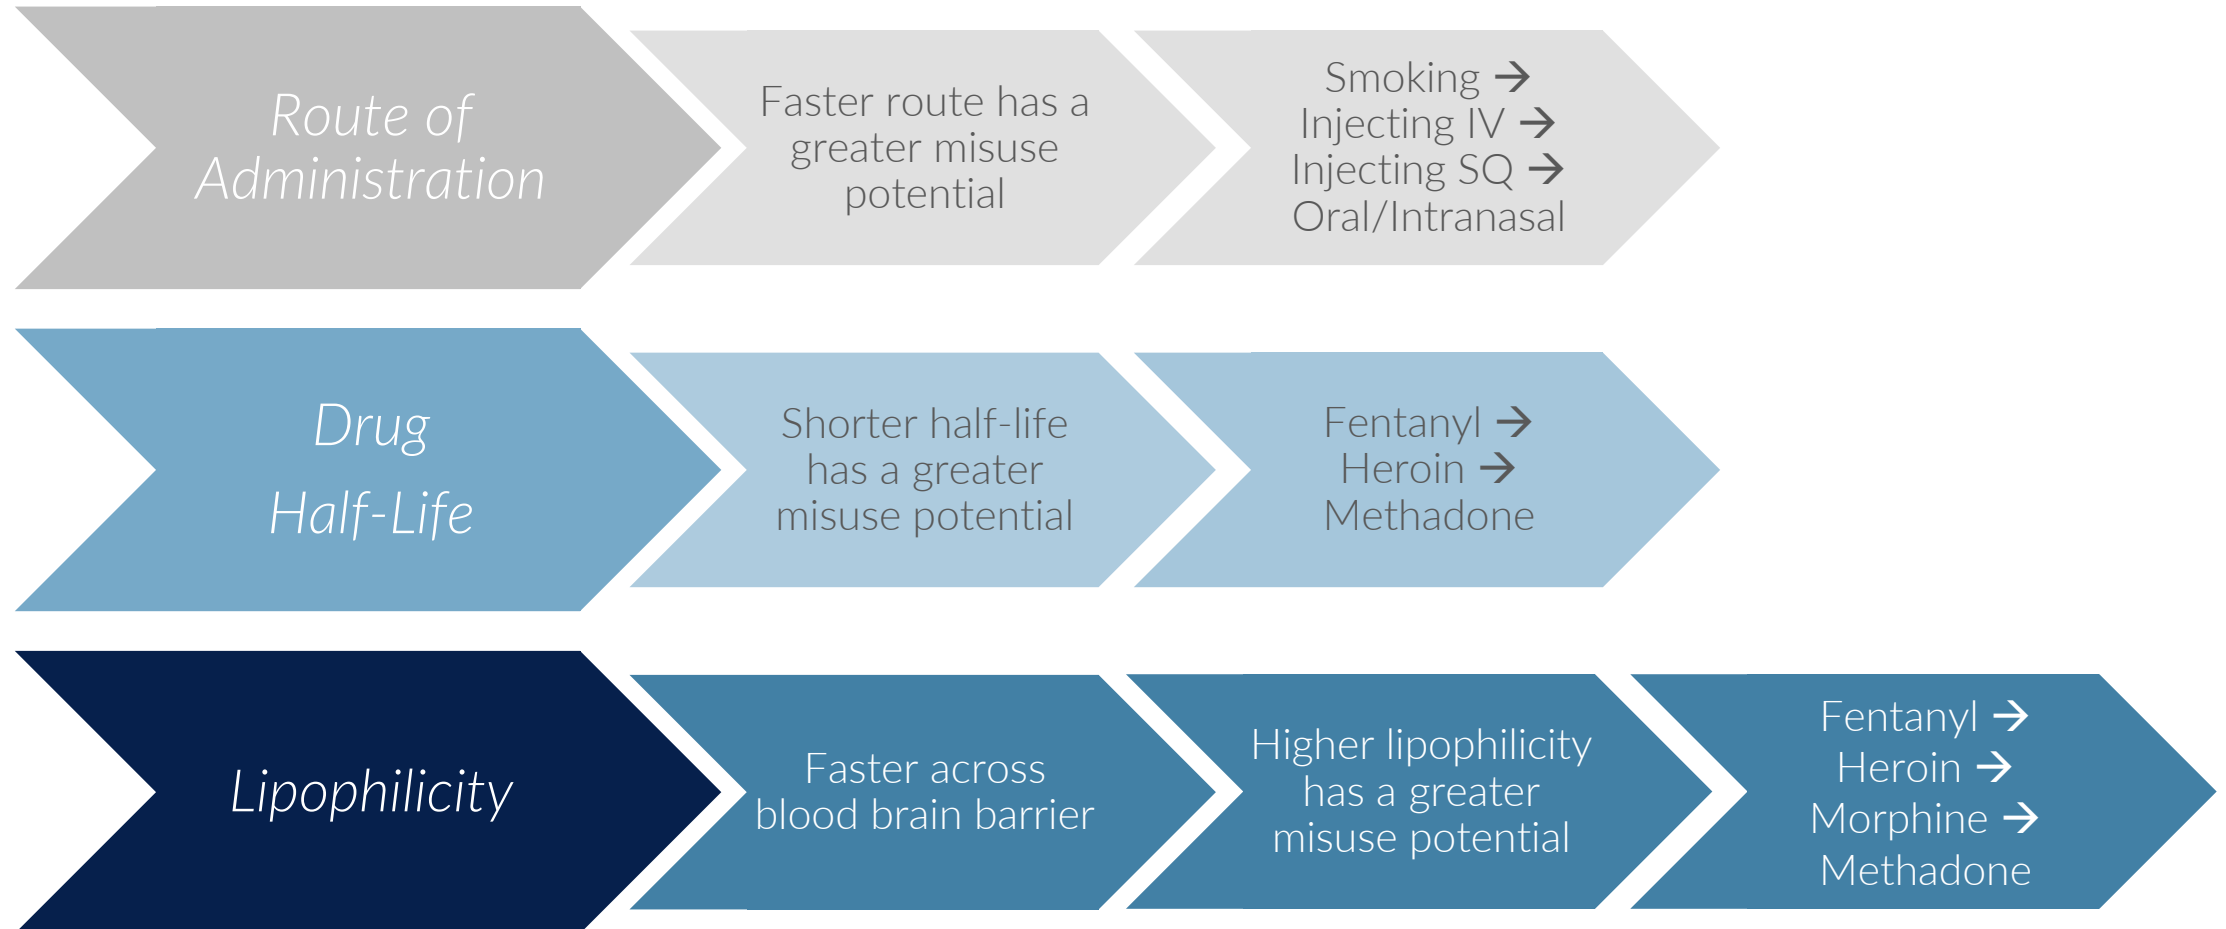 Route of
Administration
Faster route has a
greater misuse
potential
Smoking →
Injecting IV →
Injecting SQ →
Oral/Intranasal
Drug
Half-Life
Shorter half-life
has a greater
misuse potential
Fentanyl →
Heroin →
Methadone
Lipophilicity
Faster across
blood brain barrier
Higher lipophilicity
has a greater
misuse potential
Fentanyl →
Heroin →
Morphine →
Methadone